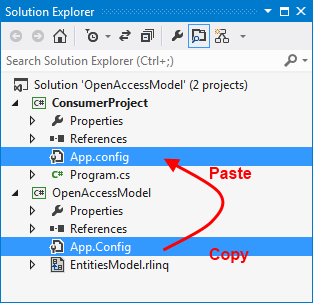 Solution Explorer
Search Solution Explorer (Ctrl+;)
Solution 'OpenAccessModel' (2 projects)
C# ConsumerProject
Properties
References
App.config
Paste
C# Program.cs
C# OpenAccessModel
Properties
References
App.Config
Copy
EntitiesModel.rlinq